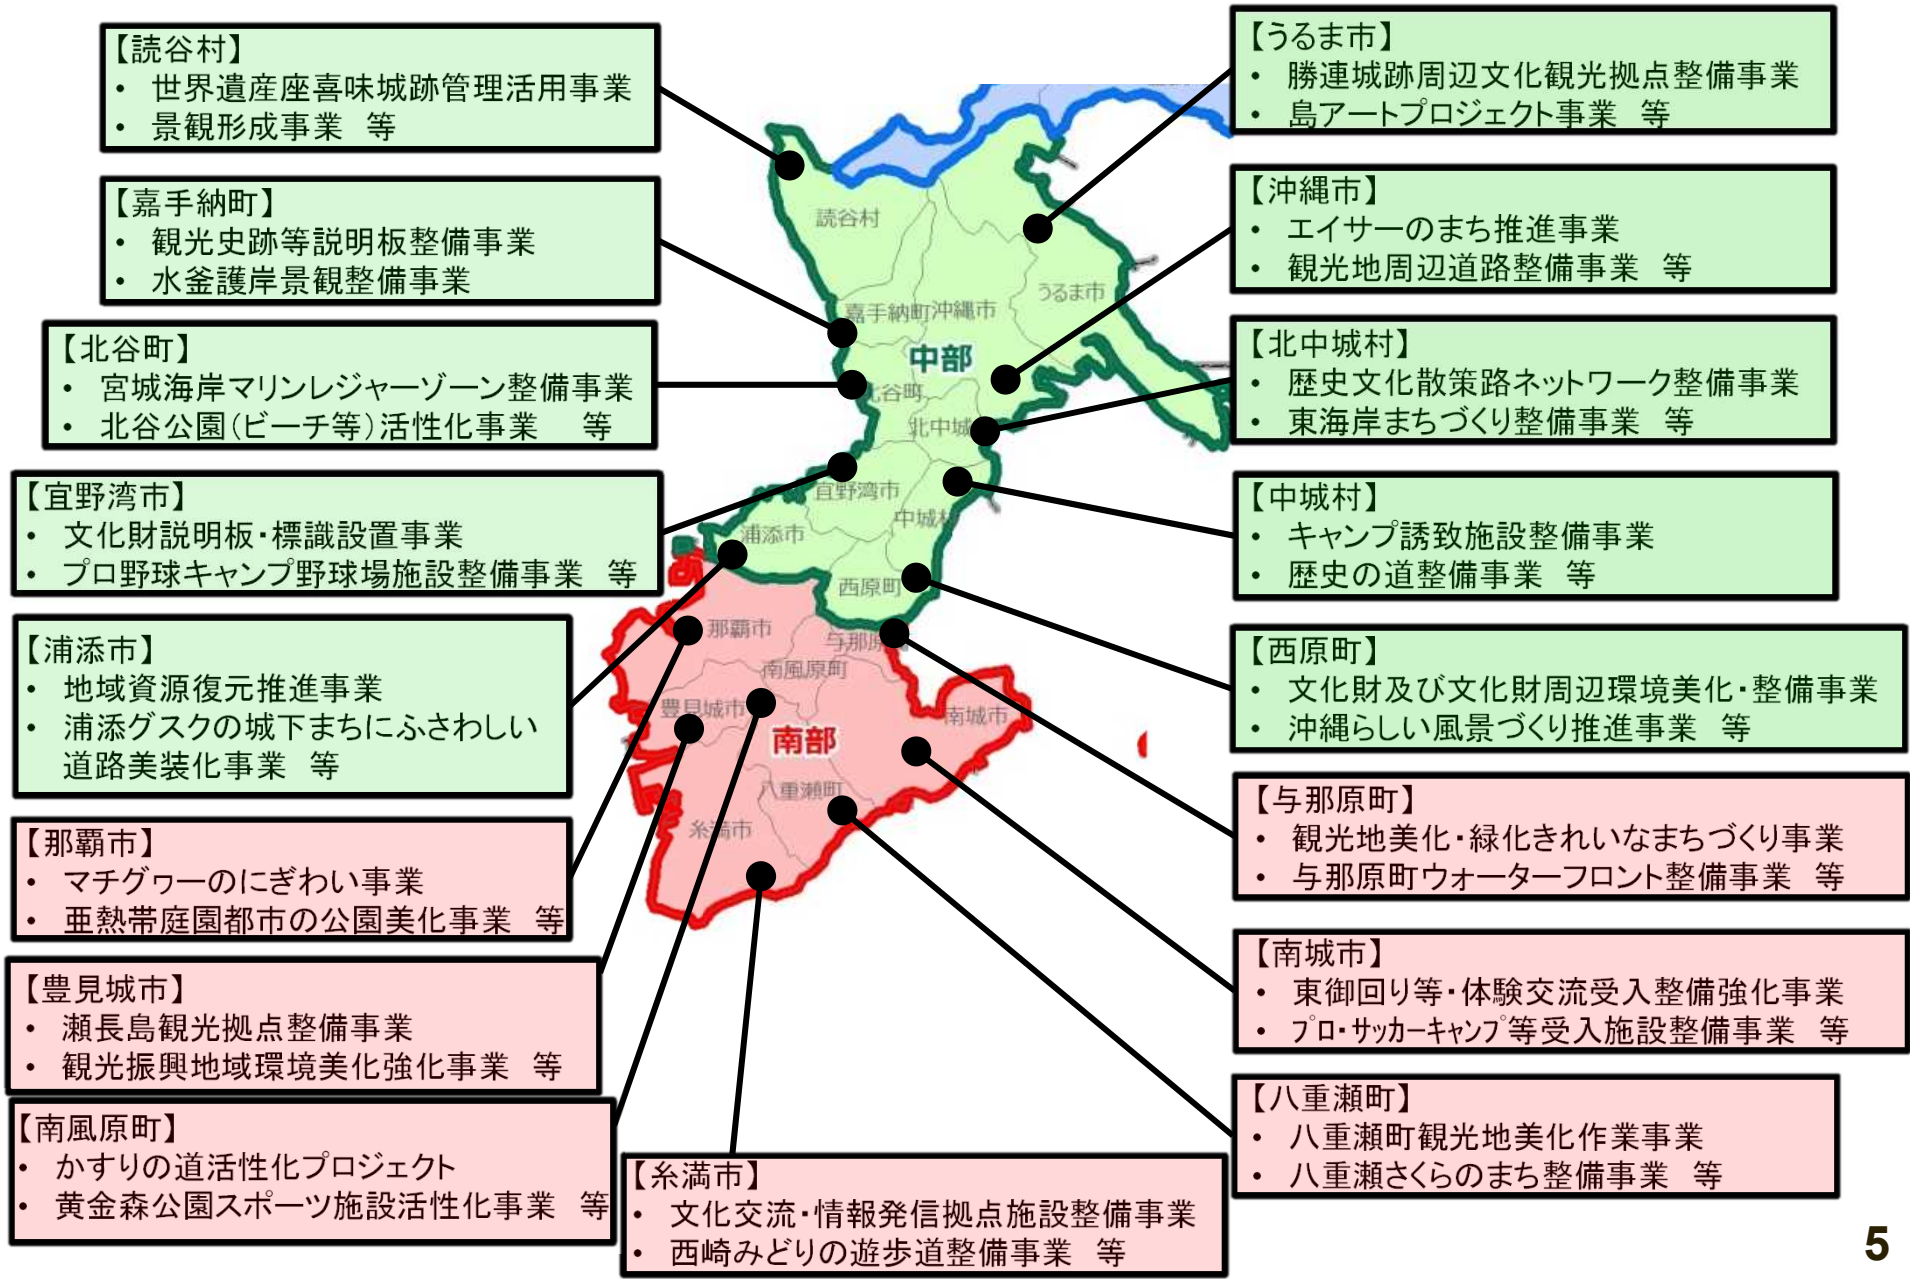 【読谷村】
• 世界遺産座喜味城跡管理活用事業
• 景観形成事業　等
【嘉手納町】
• 観光史跡等説明板整備事業
• 水釜護岸景観整備事業
【北谷町】
• 宮城海岸マリンレジャーゾーン整備事業
• 北谷公園（ビーチ等）活性化事業　等
【宜野湾市】
• 文化財説明板・標識設置事業
• プロ野球キャンプ野球場施設整備事業　等
【浦添市】
• 地域資源復元推進事業
• 浦添グスクの城下まちにふさわしい
道路美装化事業　等
【那覇市】
• マチグヮーのにぎわい事業
• 亜熱帯庭園都市の公園美化事業　等
【豊見城市】
• 瀬長島観光拠点整備事業
• 観光振興地域環境美化強化事業　等
【南風原町】
• かすりの道活性化プロジェクト
• 黄金森公園スポーツ施設活性化事業　等
読谷村
嘉手納町
沖縄市
うるま市
中部
北谷町
北中城
宜野湾市
中城村
浦添市
西原町
那覇市
与那原
南風原町
豊見城市
南城市
南部
八重瀬町
糸満市
【糸満市】
• 文化交流・情報発信拠点施設整備事業
• 西崎みどりの遊歩道整備事業　等
【うるま市】
• 勝連城跡周辺文化観光拠点整備事業
• 島アートプロジェクト事業　等
【沖縄市】
• エイサーのまち推進事業
• 観光地周辺道路整備事業　等
【北中城村】
• 歴史文化散策路ネットワーク整備事業
• 東海岸まちづくり整備事業　等
【中城村】
• キャンプ誘致施設整備事業
• 歴史の道整備事業　等
【西原町】
• 文化財及び文化財周辺環境美化・整備事業
• 沖縄らしい風景づくり推進事業　等
【与那原町】
• 観光地美化・緑化きれいなまちづくり事業
• 与那原町ウォーターフロント整備事業　等
【南城市】
• 東御回り等・体験交流受入整備強化事業
• プロ・サッカーキャンプ等受入施設整備事業　等
【八重瀬町】
• 八重瀬町観光地美化作業事業
• 八重瀬さくらのまち整備事業　等
5